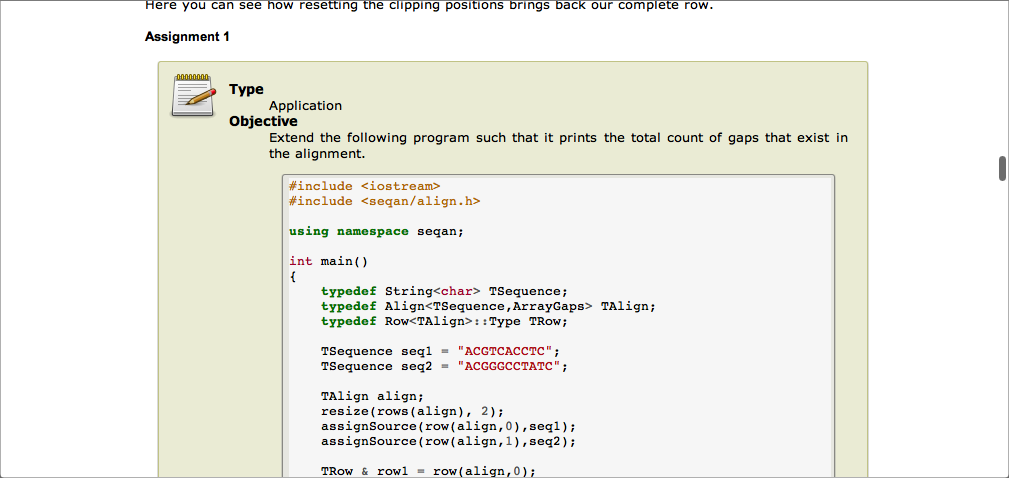 Here you can see how resetting the clipping positions brings back our complete row.
Assignment 1
Type
Application
Objective
Extend the following program such that it prints the total count of gaps that exist in
the alignment.
#include <iostream>
#include <seqan/align.h>
using namespace seqan;
int main()
{
typedef String<char> TSequence;
typedef Align<TSequence,ArrayGaps> TAlign;
typedef Row<TAlign>::Type TRow;
TSequence seq1 = "ACGTCACCTC";
TSequence seq2 = "ACGGGCCTATC";
TAlign align;
resize(rows(align), 2);
assignSource(row(align,0),seq1);
assignSource(row(align,1),seq2);
TRow & row1 = row(align,0);